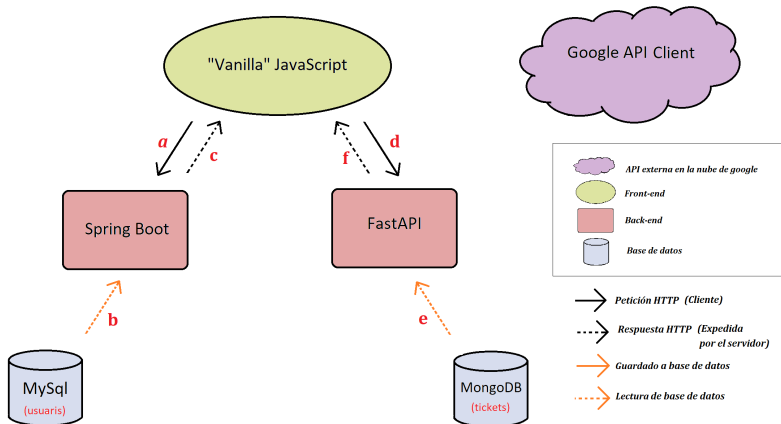 "Vanilla" JavaScript
Google API Client
a
c
f
d
Spring Boot
FastAPI
b
e
MySql
(usuaris)
MongoDB
(tickets)
API externa en la nube de google
Front-end
Back-end
Base de datos
Petición HTTP (Cliente)
Respuesta HTTP (Expedida
por el servidor)
Guardado a base de datos
Lectura de base de datos